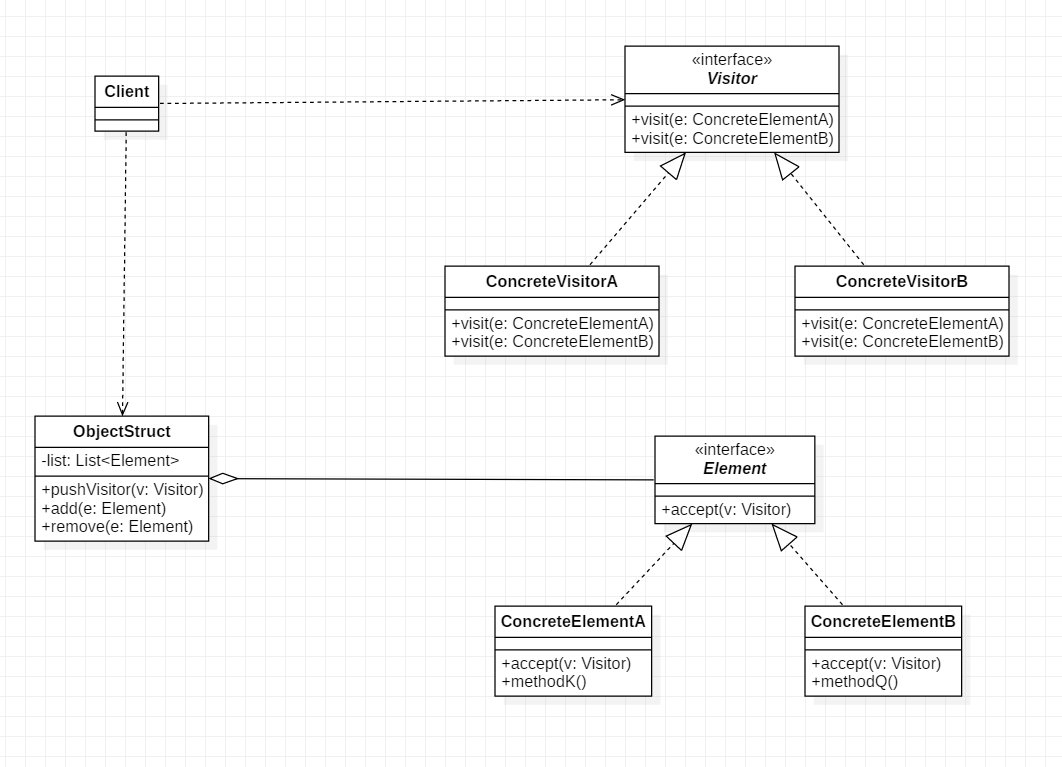 Client
«interface»
Visitor
+visit(e: ConcreteElementA)
+visit(e: ConcreteElementB)
ConcreteVisitorA
+visit(e: ConcreteElementA)
+visit(e: ConcreteElementB)
ConcreteVisitorB
+visit(e: ConcreteElementA)
+visit(e: ConcreteElementB)
ObjectStruct
-list: List<Element>
+pushVisitor(v: Visitor)
+add(e: Element)
+remove(e: Element)
«interface»
Element
+accept(v: Visitor)
ConcreteElementA
+accept(v: Visitor)
+methodK()
ConcreteElementB
+accept(v: Visitor)
+methodQ()